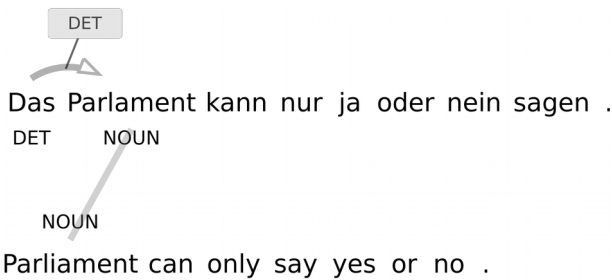 DET
Das Parlament kann nur ja oder nein sagen .
DET NOUN
NOUN
Parliament can only say yes or no .